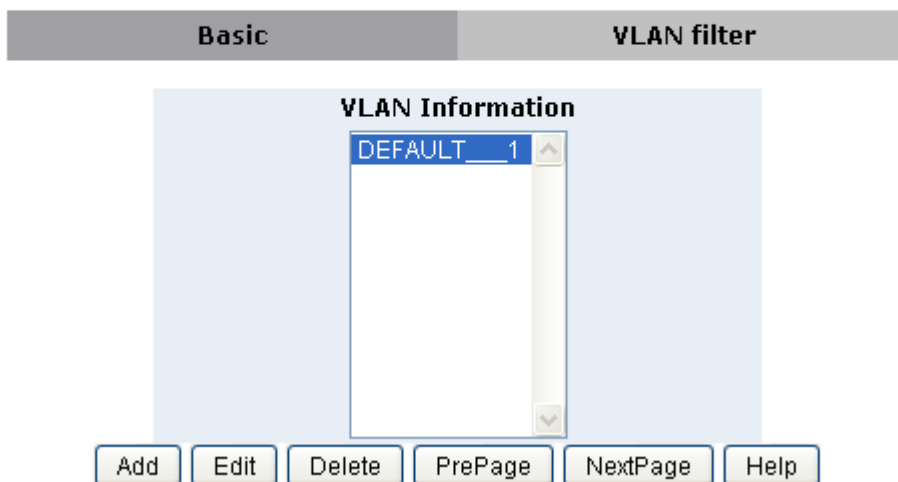 Basic VLAN filter
VLAN Information
DEFAULT___1
Add Edit Delete PrePage NextPage Help